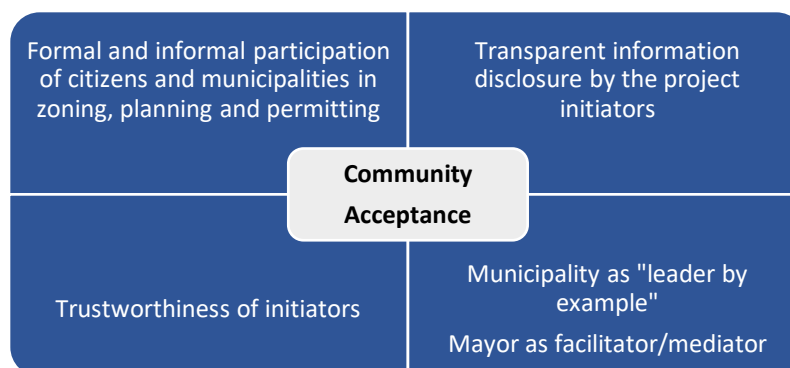 Formal and informal participation
of citizens and municipalities in
zoning, planning and permitting
Transparent information
disclosure by the project
initiators
Community
Acceptance
Trustworthiness of initiators
Municipality as "leader by
example"
Mayor as facilitator/mediator